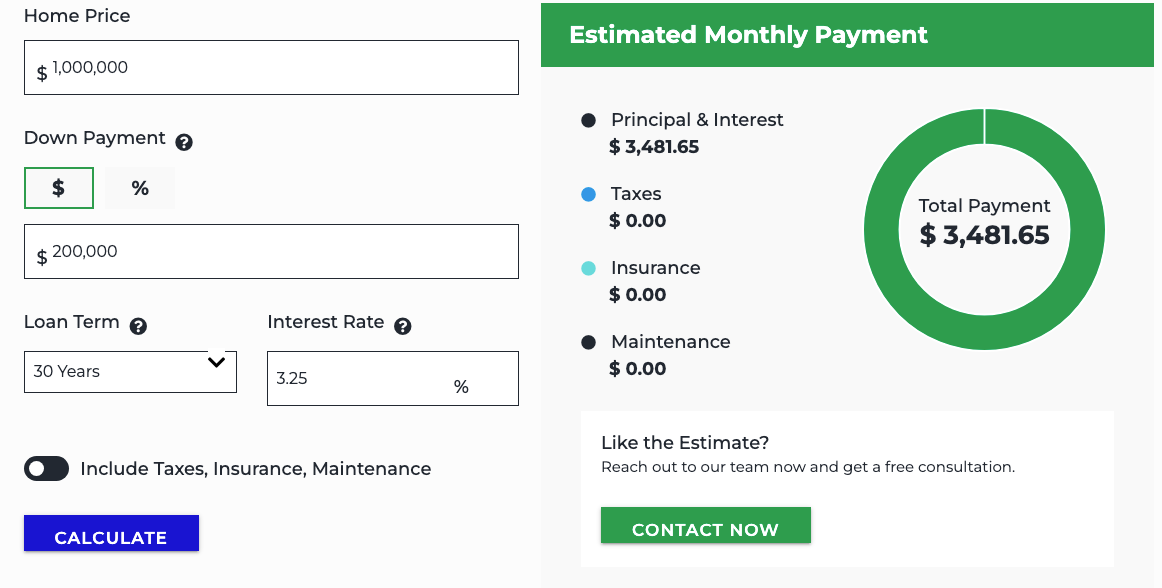 Home Price
$ 1,000,000
Down Payment ?
$ %
$ 200,000
Loan Term ? Interest Rate ?
30 Years 3.25 %
Include Taxes, Insurance, Maintenance
CALCULATE
Estimated Monthly Payment
Principal & Interest
$ 3,481.65
Taxes
$ 0.00
Insurance
$ 0.00
Maintenance
$ 0.00
Total Payment
$ 3,481.65
Like the Estimate?
Reach out to our team now and get a free consultation.
CONTACT NOW